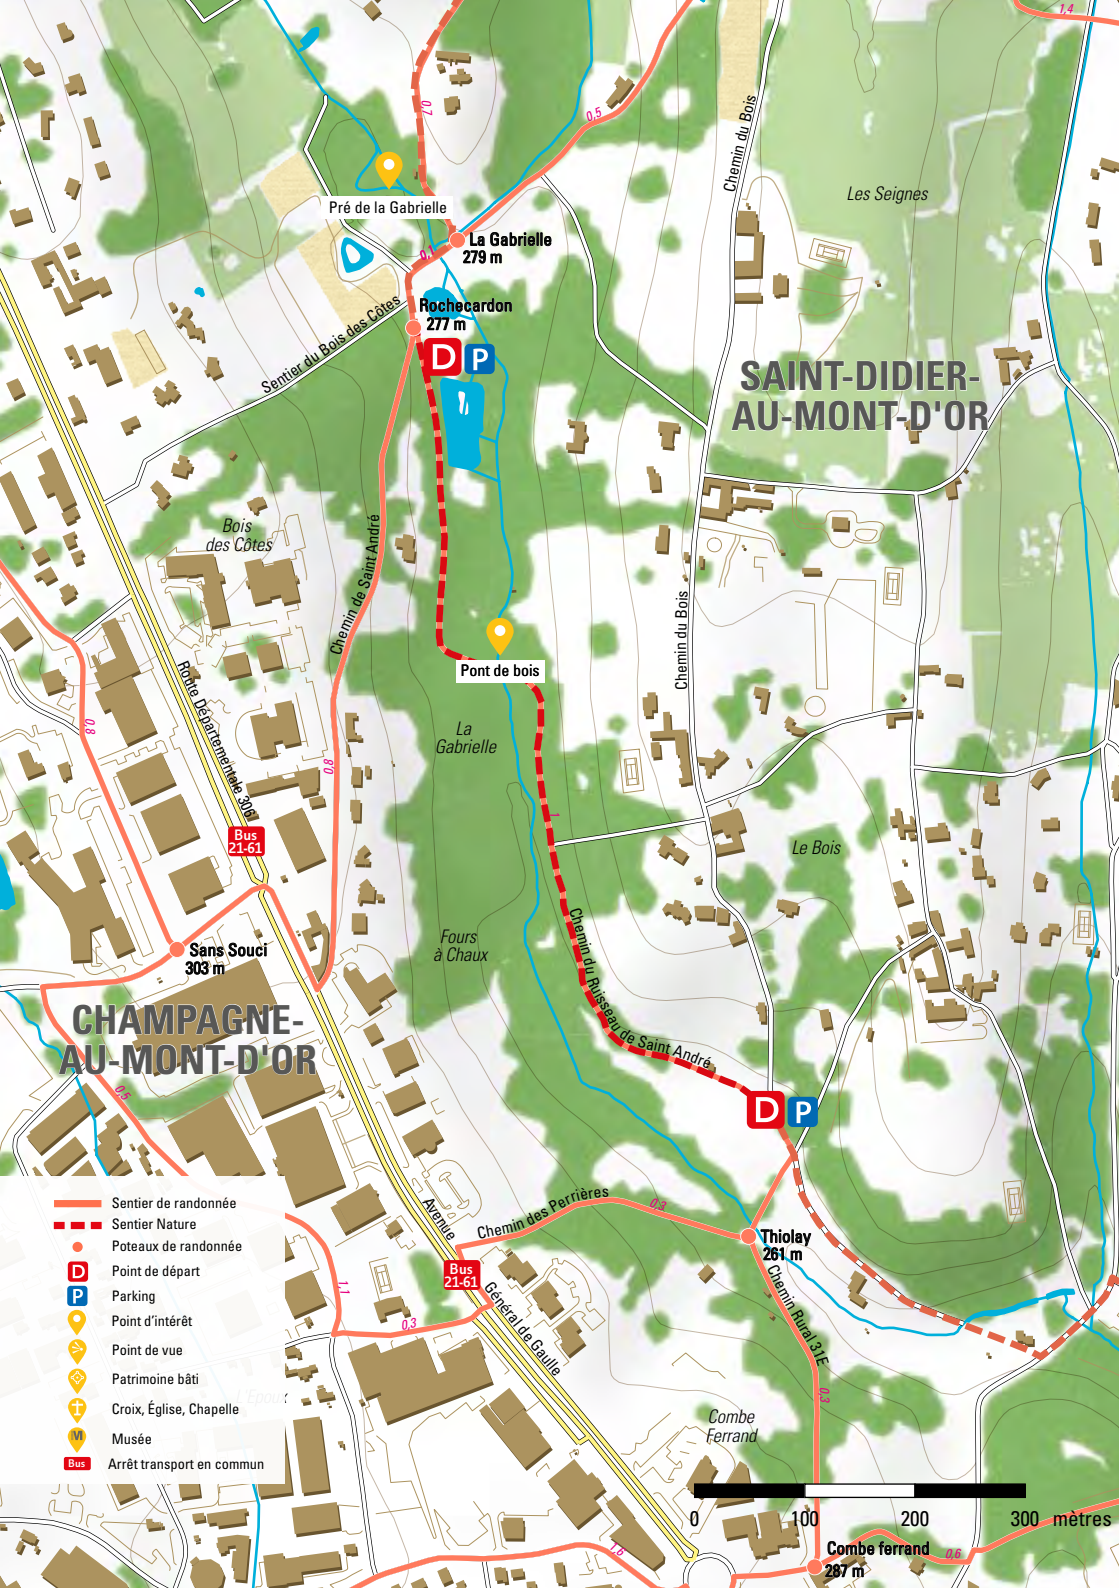 1,4
0,7
0,5
Chemin du Bois
Les Seignes
Pré de la Gabrielle
La Gabrielle
279 m
0,1
Rochecardon
277 m
Sentier du Bois des Côtes
D P
SAINT-DIDIER-
AU-MONT-D'OR
Bois
des Côtes
Chemin de Saint André
Chemin du Bois
Pont de bois
Route Départementale 306
0,8
La
Gabrielle
0,8
1
Bus
21-61
Le Bois
Chemin du Ruisseau de Saint André
Fours
à Chaux
Sans Souci
303 m
CHAMPAGNE-
AU-MONT-D'OR
0,5
D P
Avenue
Général de Gaulle
Chemin des Perrières
0,3
Thiolay
261 m
Bus
21-61
Chemin Rural 31E
1,1
0,3
0,3
Sentier de randonnée
Sentier Nature
Poteaux de randonnée
D Point de départ
P Parking
Point d'intérêt
Point de vue
Patrimoine bâti
L'Epoux
Croix, Église, Chapelle
M Musée
Bus Arrêt transport en commun
Combe
Ferrand
0 100 200 300 mètres
Combe ferrand
287 m
0,6
1,6